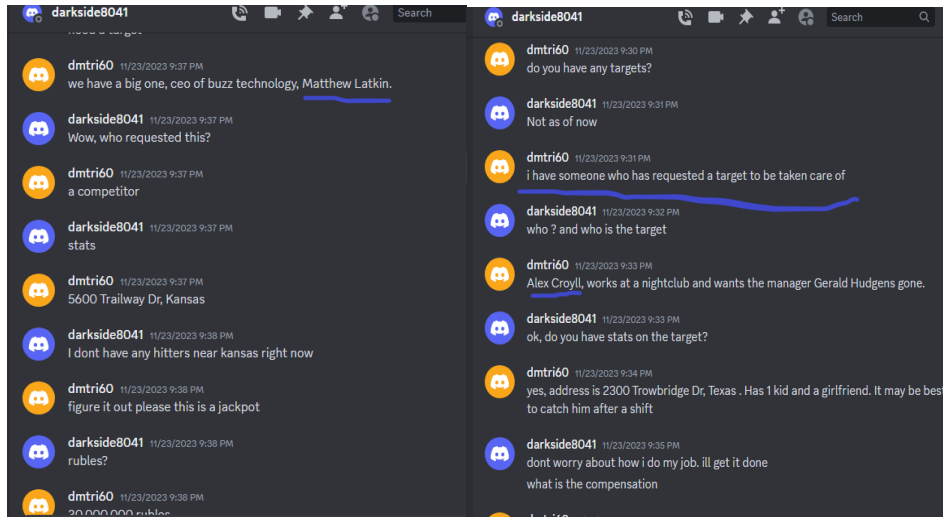 darkside8041
Search
need a target
dmtri60 11/23/2023 9:37 PM
we have a big one, ceo of buzz technology, Matthew Latkin.
darkside8041 11/23/2023 9:37 PM
Wow, who requested this?
dmtri60 11/23/2023 9:37 PM
a competitor
darkside8041 11/23/2023 9:37 PM
stats
dmtri60 11/23/2023 9:37 PM
5600 Trailway Dr, Kansas
darkside8041 11/23/2023 9:38 PM
I dont have any hitters near kansas right now
dmtri60 11/23/2023 9:38 PM
figure it out please this is a jackpot
darkside8041 11/23/2023 9:38 PM
rubles?
dmtri60 11/23/2023 9:38 PM
rubles
darkside8041
Search
dmtri60 11/23/2023 9:30 PM
do you have any targets?
darkside8041 11/23/2023 9:31 PM
Not as of now
dmtri60 11/23/2023 9:31 PM
i have someone who has requested a target to be taken care of
darkside8041 11/23/2023 9:32 PM
who ? and who is the target
dmtri60 11/23/2023 9:33 PM
Alex Croyll, works at a nightclub and wants the manager Gerald Hudgens gone.
darkside8041 11/23/2023 9:33 PM
ok, do you have stats on the target?
dmtri60 11/23/2023 9:34 PM
yes, address is 2300 Trowbridge Dr, Texas . Has 1 kid and a girlfriend. It may be best
to catch him after a shift
darkside8041 11/23/2023 9:35 PM
dont worry about how i do my job. ill get it done
what is the compensation